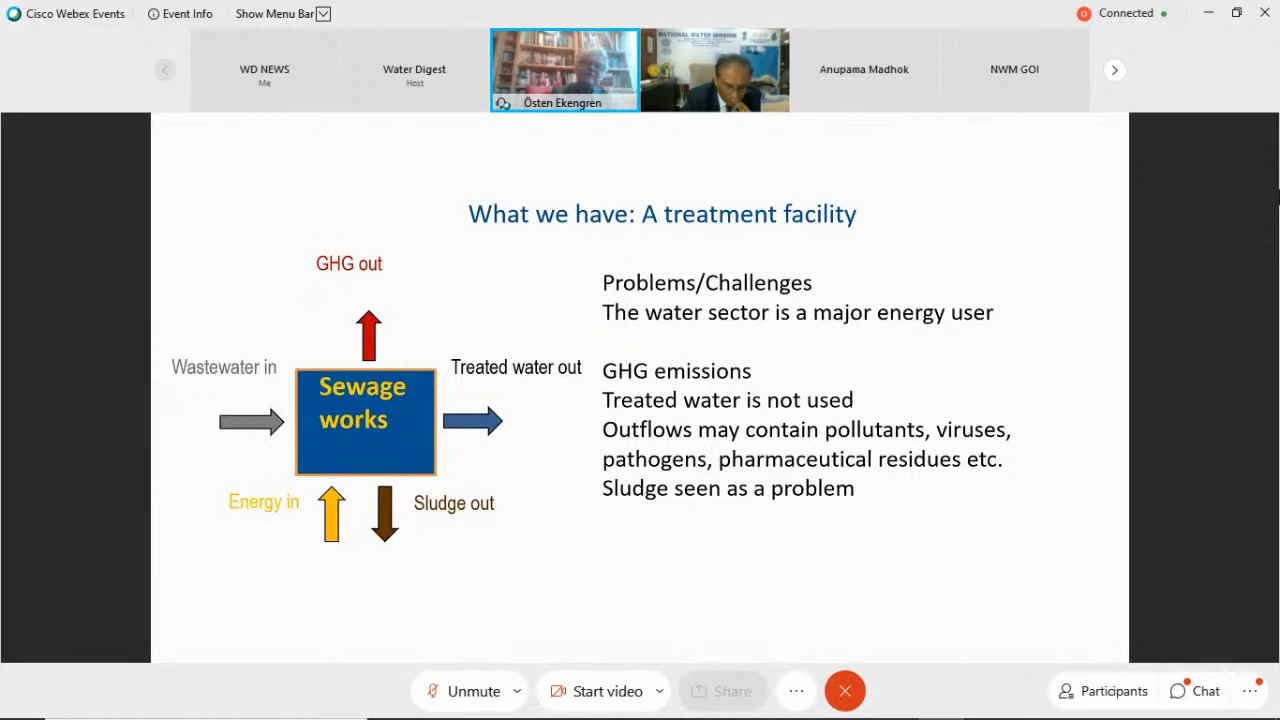 Cisco Webex Events
Event Info
Show Menu Bar
Connected
WD NEWS
Me
Water Digest
Host
Östen Ekengren
NATIONAL WATER MISSION
Anupama Madhok
NWM GOI
What we have: A treatment facility
GHG out
Wastewater in
Sewage
works
Treated water out
Energy in
Sludge out
Problems/Challenges
The water sector is a major energy user
GHG emissions
Treated water is not used
Outflows may contain pollutants, viruses,
pathogens, pharmaceutical residues etc.
Sludge seen as a problem
Unmute
Start video
Share
Participants
Chat